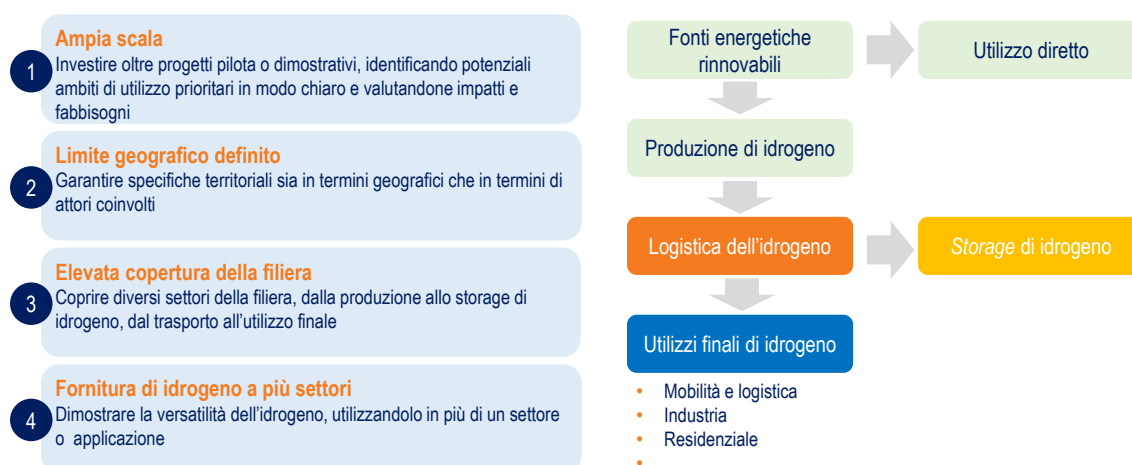 Ampia scala
1
Investire oltre progetti pilota o dimostrativi, identificando potenziali
ambiti di utilizzo prioritari in modo chiaro e valutandone impatti e
fabbisogni
Limite geografico definito
2
Garantire specifiche territoriali sia in termini geografici che in termini di
attori coinvolti
Elevata copertura della filiera
3
Coprire diversi settori della filiera, dalla produzione allo storage di
idrogeno, dal trasporto all'utilizzo finale
Fornitura di idrogeno a più settori
4
Dimostrare la versatilità dell'idrogeno, utilizzandolo in più di un settore
o applicazione
Fonti energetiche
rinnovabili
Utilizzo diretto
Produzione di idrogeno
Logistica dell'idrogeno
Storage di idrogeno
Utilizzi finali di idrogeno
• Mobilità e logistica
• Industria
• Residenziale
•